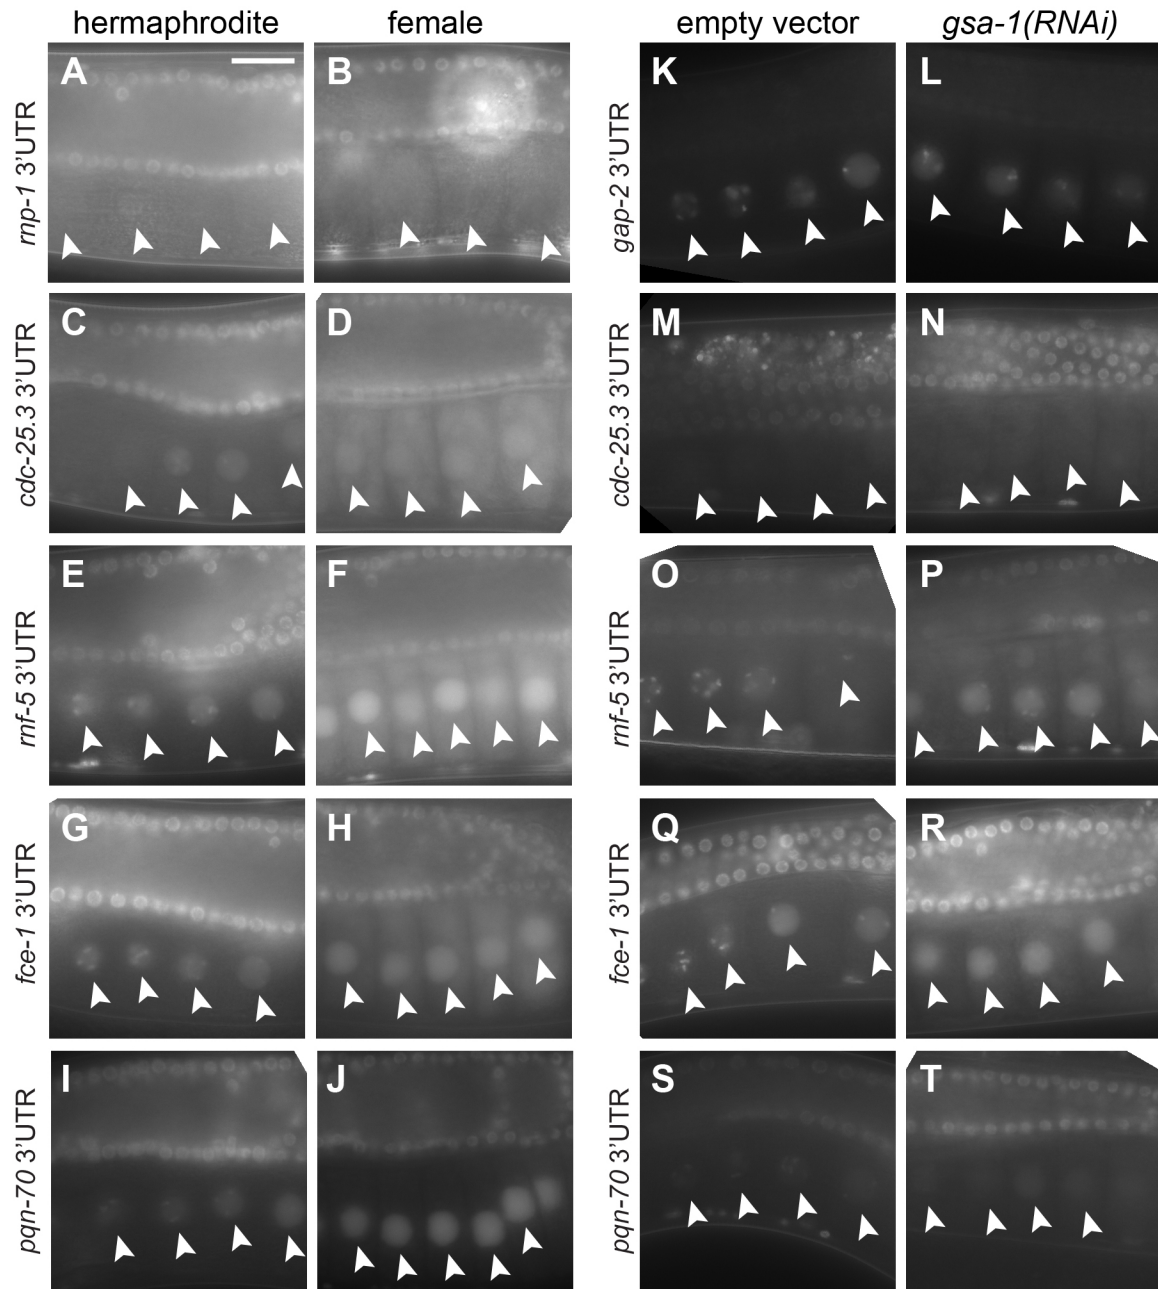 hermaphrodite female empty vector gsa-1(RNAi)
rnp-1 3'UTR A B
gap-2 3'UTR K L
cdc-25.3 3'UTR C D
cdc-25.3 3'UTR M N
rnf-5 3'UTR E F
rnf-5 3'UTR O P
fce-1 3'UTR G H
fce-1 3'UTR Q R
pqn-70 3'UTR I J
pqn-70 3'UTR S T